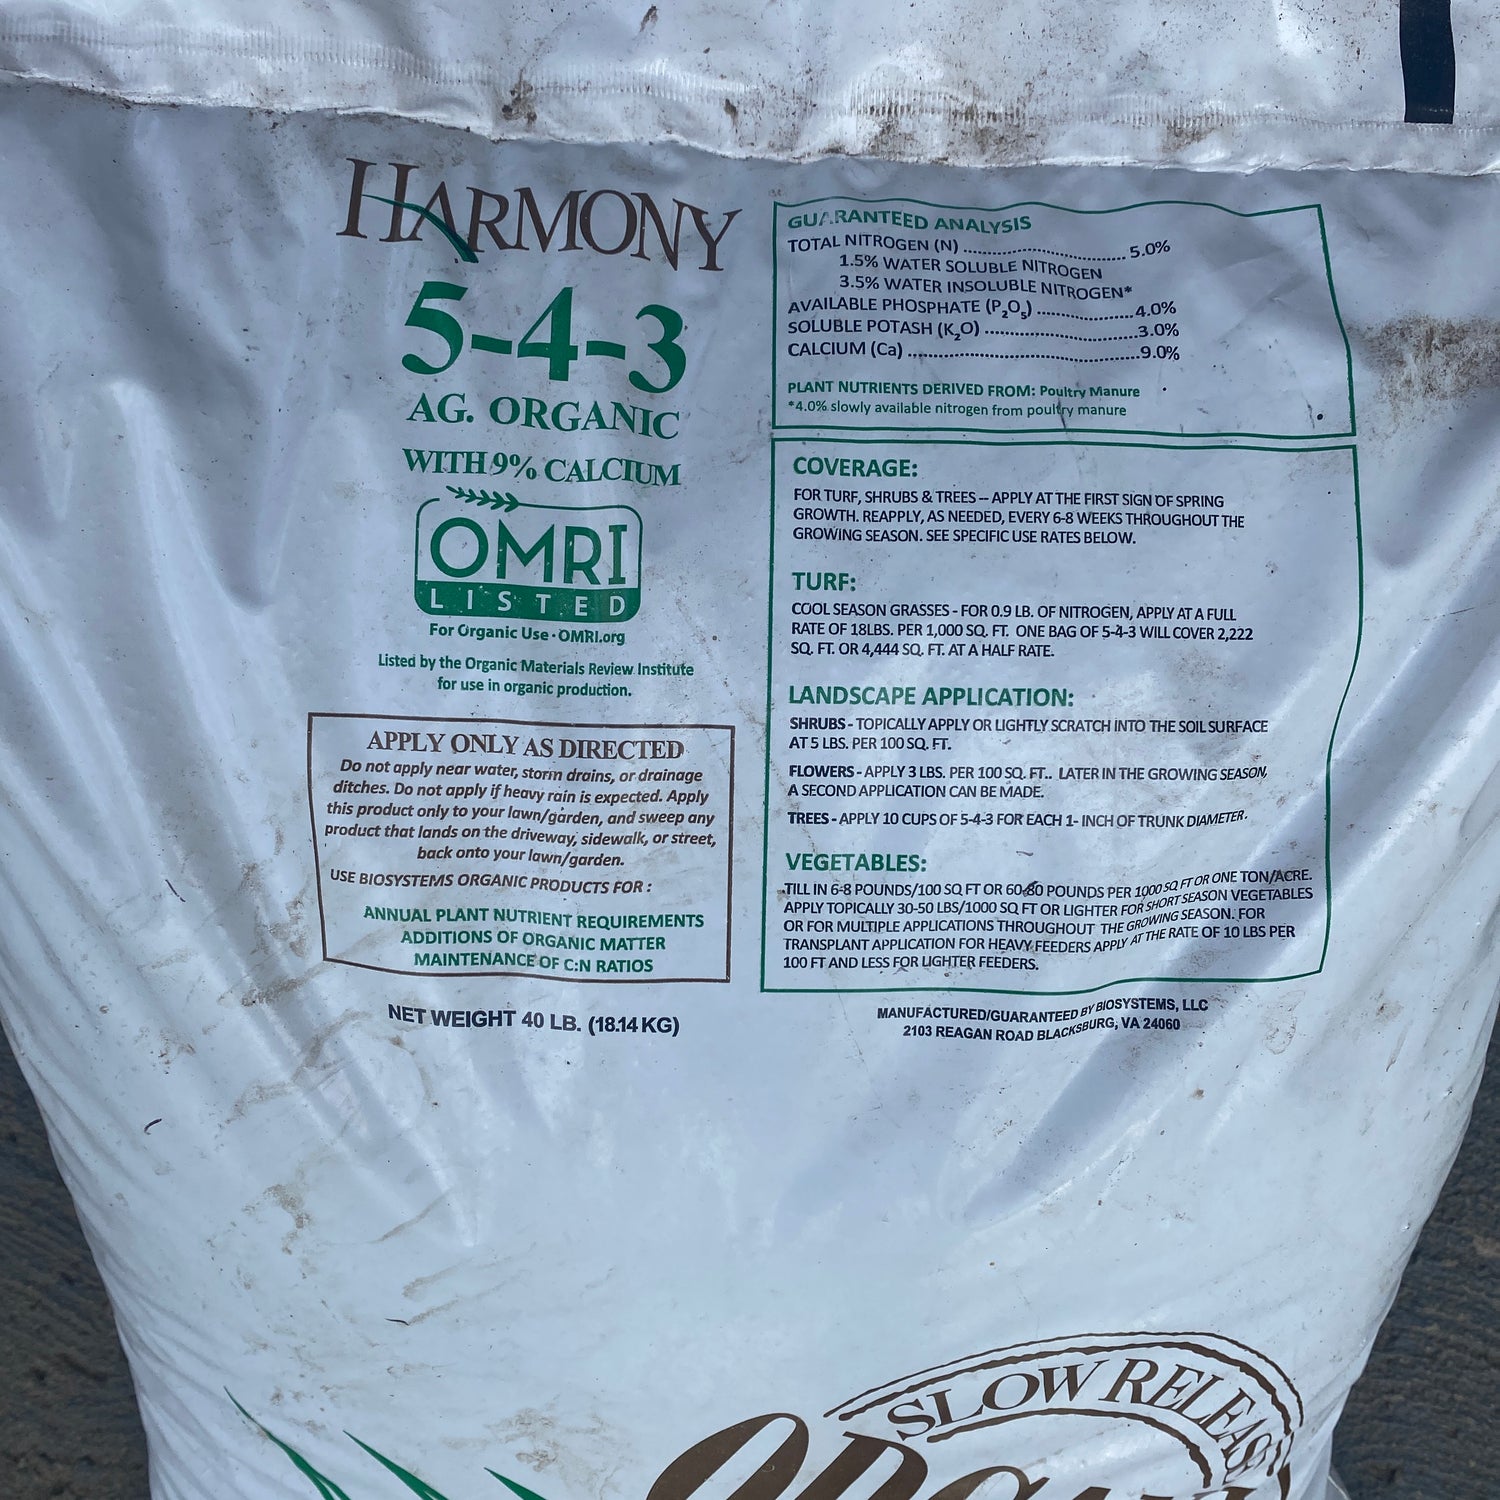 HARMONY
5-4-3
AG. ORGANIC
WITH 9% CALCIUM
OMRI
LISTED
For Organic Use · OMRI.org
Listed by the Organic Materials Review Institute
for use in organic production.
APPLY ONLY AS DIRECTED
Do not apply near water, storm drains, or drainage
ditches. Do not apply if heavy rain is expected. Apply
this product only to your lawn/garden, and sweep any
product that lands on the driveway, sidewalk, or street,
back onto your lawn/garden.
USE BIOSYSTEMS ORGANIC PRODUCTS FOR :
ANNUAL PLANT NUTRIENT REQUIREMENTS
ADDITIONS OF ORGANIC MATTER
MAINTENANCE OF C:N RATIOS
NET WEIGHT 40 LB. (18.14 KG)
GUARANTEED ANALYSIS
TOTAL NITROGEN (N) ........................ 5.0%
1.5% WATER SOLUBLE NITROGEN
3.5% WATER INSOLUBLE NITROGEN*
AVAILABLE PHOSPHATE (P₂O₅) ..............4.0%
SOLUBLE POTASH (K₂O) ......................3.0%
CALCIUM (Ca) ..................................9.0%
PLANT NUTRIENTS DERIVED FROM: Poultry Manure
*4.0% slowly available nitrogen from poultry manure
COVERAGE:
FOR TURF, SHRUBS & TREES -- APPLY AT THE FIRST SIGN OF SPRING
GROWTH. REAPPLY, AS NEEDED, EVERY 6-8 WEEKS THROUGHOUT THE
GROWING SEASON. SEE SPECIFIC USE RATES BELOW.
TURF:
COOL SEASON GRASSES - FOR 0.9 LB. OF NITROGEN, APPLY AT A FULL
RATE OF 18LBS. PER 1,000 SQ. FT. ONE BAG OF 5-4-3 WILL COVER 2,222
SQ. FT. OR 4,444 SQ. FT. AT A HALF RATE.
LANDSCAPE APPLICATION:
SHRUBS - TOPICALLY APPLY OR LIGHTLY SCRATCH INTO THE SOIL SURFACE
AT 5 LBS. PER 100 SQ. FT.
FLOWERS - APPLY 3 LBS. PER 100 SQ. FT.. LATER IN THE GROWING SEASON,
A SECOND APPLICATION CAN BE MADE.
TREES - APPLY 10 CUPS OF 5-4-3 FOR EACH 1- INCH OF TRUNK DIAMETER.
VEGETABLES:
TILL IN 6-8 POUNDS/100 SQ FT OR 60-80 POUNDS PER 1000 SQ FT OR ONE TON/ACRE.
APPLY TOPICALLY 30-50 LBS/1000 SQ FT OR LIGHTER FOR SHORT SEASON VEGETABLES
OR FOR MULTIPLE APPLICATIONS THROUGHOUT THE GROWING SEASON. FOR
TRANSPLANT APPLICATION FOR HEAVY FEEDERS APPLY AT THE RATE OF 10 LBS PER
100 FT AND LESS FOR LIGHTER FEEDERS.
MANUFACTURED/GUARANTEED BY BIOSYSTEMS, LLC
2103 REAGAN ROAD BLACKSBURG, VA 24060
SLOW RELEASE